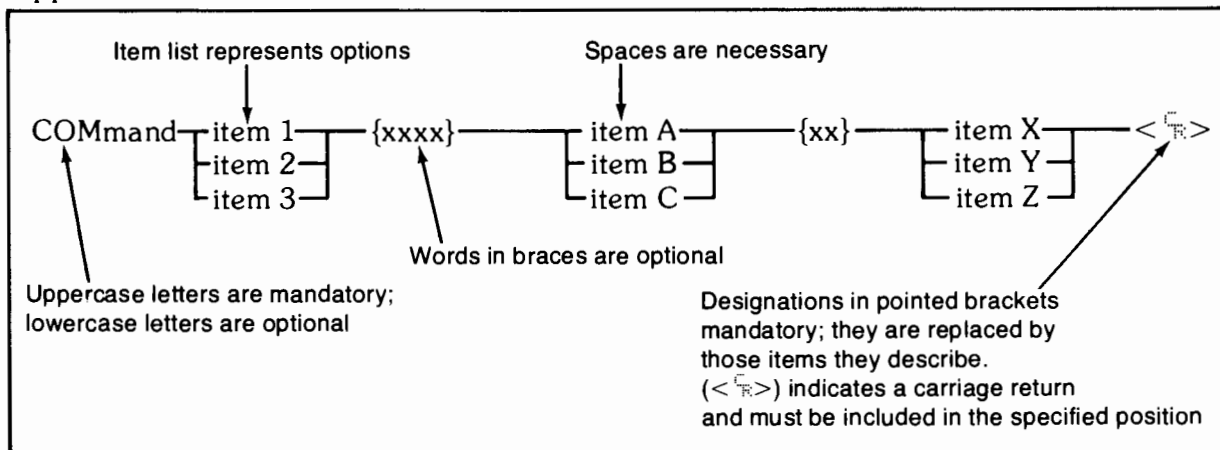 Item list represents options
Spaces are necessary
COMmand item 1 {xxxx} item A {xx} item X <CR>
item 2 item B item Y
item 3 item C item Z
Words in braces are optional
Uppercase letters are mandatory;
lowercase letters are optional
Designations in pointed brackets
mandatory; they are replaced by
those items they describe.
(<CR>) indicates a carriage return
and must be included in the specified position